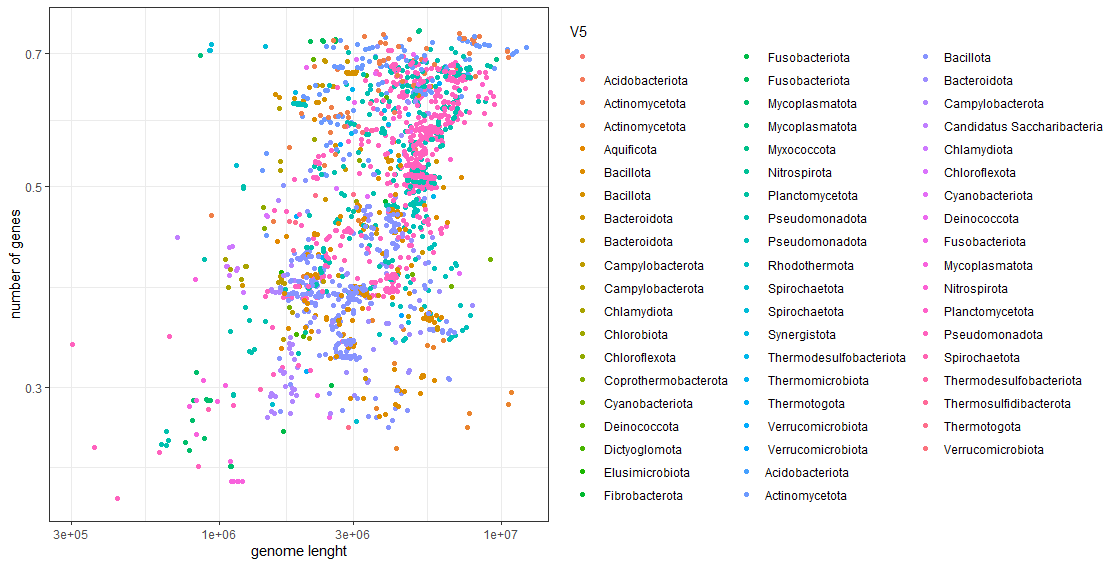 V5
Acidobacteriota
Actinomycetota
Actinomycetota
Aquificota
Bacillota
Bacillota
Bacteroidota
Bacteroidota
Campylobacterota
Campylobacterota
Chlamydiota
Chlorobiota
Chloroflexota
Coprothermobacterota
Cyanobacteriota
Deinococcota
Dictyoglomota
Elusimicrobiota
Fibrobacterota
Fusobacteriota
Fusobacteriota
Mycoplasmatota
Mycoplasmatota
Myxococcota
Nitrospirota
Planctomycetota
Pseudomonadota
Pseudomonadota
Rhodothermota
Spirochaetota
Spirochaetota
Synergistota
Thermodesulfobacteriota
Thermomicrobiota
Thermotogota
Verrucomicrobiota
Verrucomicrobiota
Acidobacteriota
Actinomycetota
Bacillota
Bacteroidota
Campylobacterota
Candidatus Saccharibacteria
Chlamydiota
Chloroflexota
Cyanobacteriota
Deinococcota
Fusobacteriota
Mycoplasmatota
Nitrospirota
Planctomycetota
Pseudomonadota
Spirochaetota
Thermodesulfobacteriota
Thermosulfidibacterota
Thermotogota
Verrucomicrobiota
number of genes
0.7
0.5
0.3
3e+05
1e+06
3e+06
1e+07
genome lenght